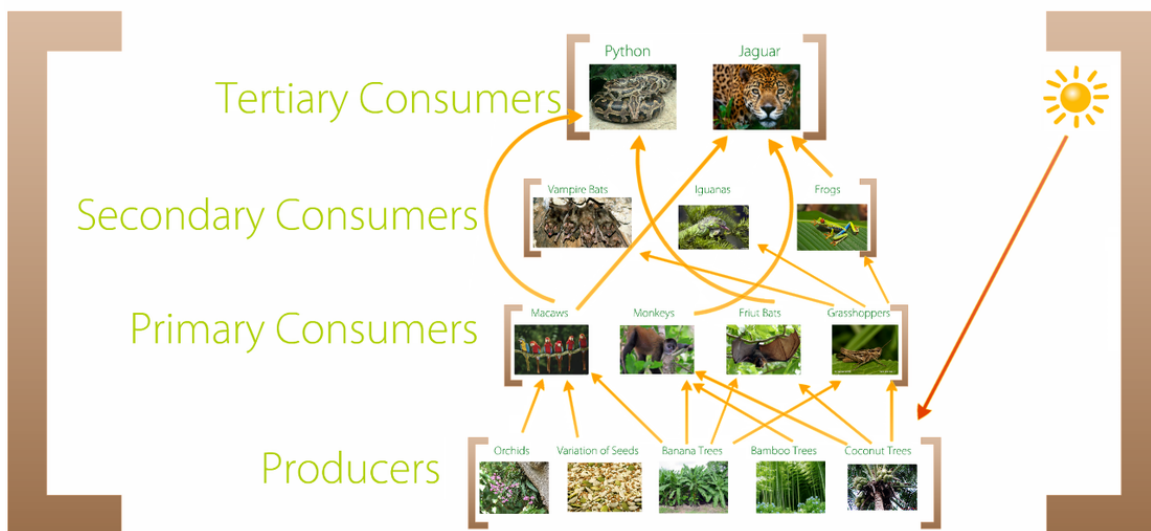 Python Jaguar
Tertiary Consumers
Vampire Bats Iguanas Frogs
Secondary Consumers
Macaws Monkeys Friut Bats Grasshoppers
Primary Consumers
Orchids Variation of Seeds Banana Trees Bamboo Trees Coconut Trees
Producers